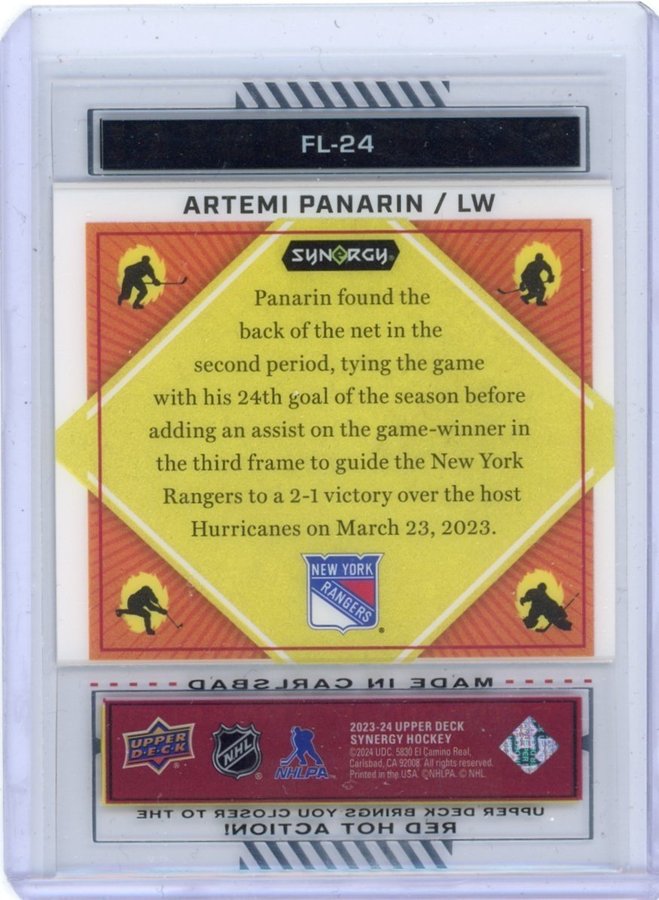 FL-24
ARTEMI PANARIN / LW
SYNERGY
Panarin found the
back of the net in the
second period, tying the game
with his 24th goal of the season before
adding an assist on the game-winner in
the third frame to guide the New York
Rangers to a 2-1 victory over the host
Hurricanes on March 23, 2023.
NEW YORK
RANGERS
MADE IN CARLSBAD
UPPER
DECK
NHL
NHLPA
2023-24 UPPER DECK
SYNERGY HOCKEY
©2024 UDC. 5830 El Camino Real,
Carlsbad, CA 92008. All rights reserved.
Printed in the USA. ©NHLPA. © NHL.
UPPER DECK BRINGS YOU CLOSER TO THE
RED HOT ACTION!